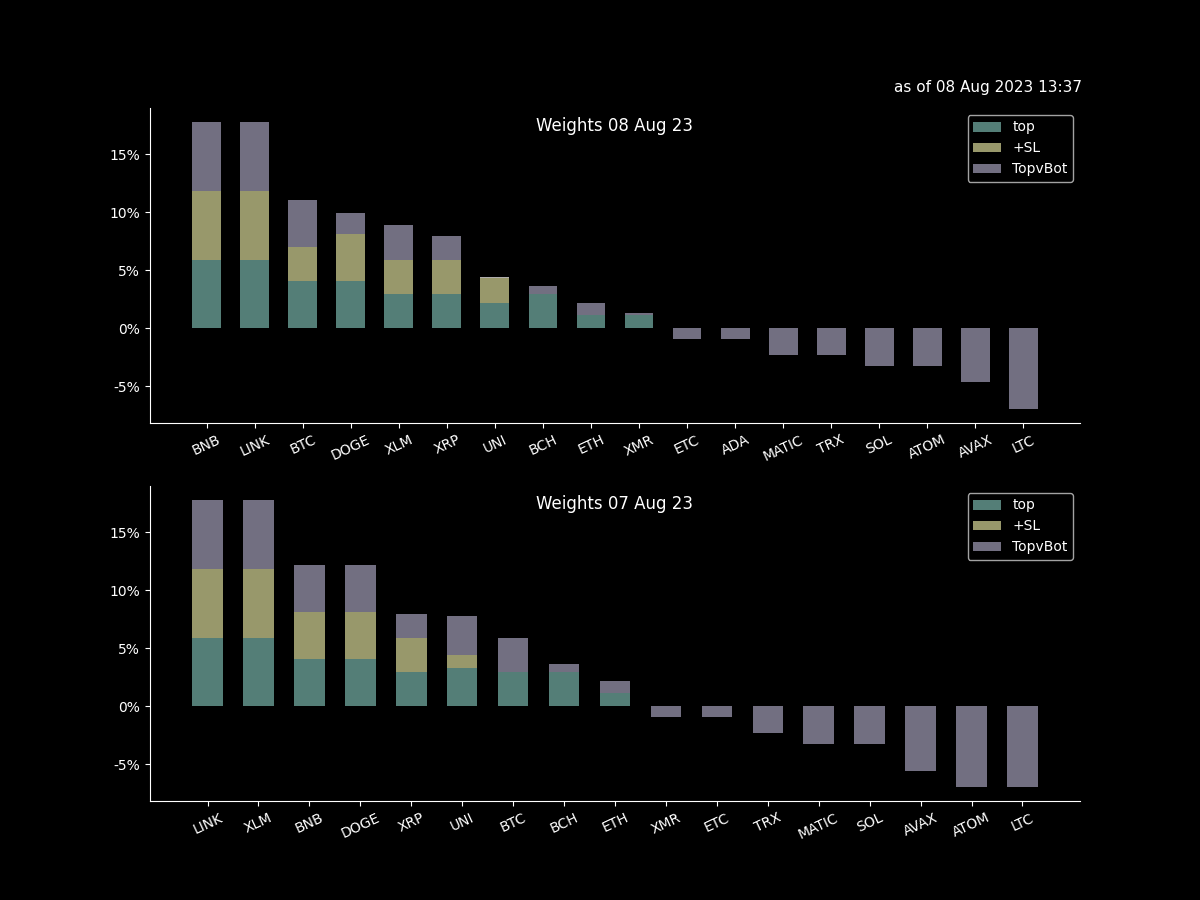 as of 08 Aug 2023 13:37
Weights 08 Aug 23
top
+SL
TopvBot
15%
10%
5%
0%
-5%
BNB LINK BTC DOGE XLM XRP UNI BCH ETH XMR ETC ADA MATIC TRX SOL ATOM AVAX LTC
Weights 07 Aug 23
top
+SL
TopvBot
15%
10%
5%
0%
-5%
LINK XLM BNB DOGE XRP UNI BTC BCH ETH XMR ETC TRX MATIC SOL AVAX ATOM LTC